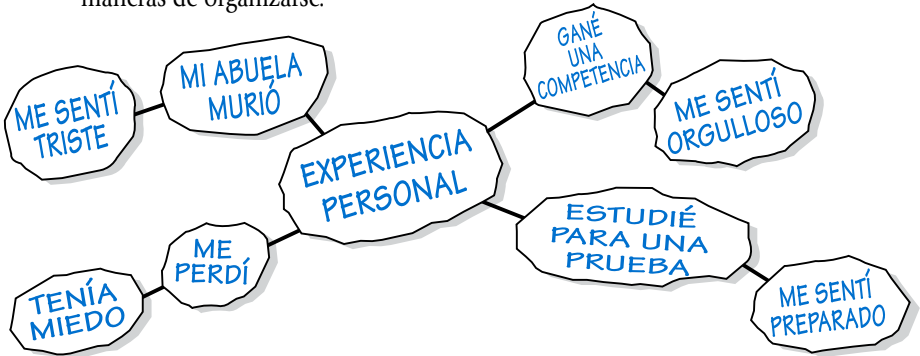 maneras de organizarse.
ME SENTÍ
TRISTE
MI ABUELA
MURIÓ
GANÉ
UNA
COMPETENCIA
ME SENTÍ
ORGULLOSO
EXPERIENCIA
PERSONAL
TENÍA
MIEDO
ME
PERDÍ
ESTUDIÉ
PARA UNA
PRUEBA
ME SENTÍ
PREPARADO